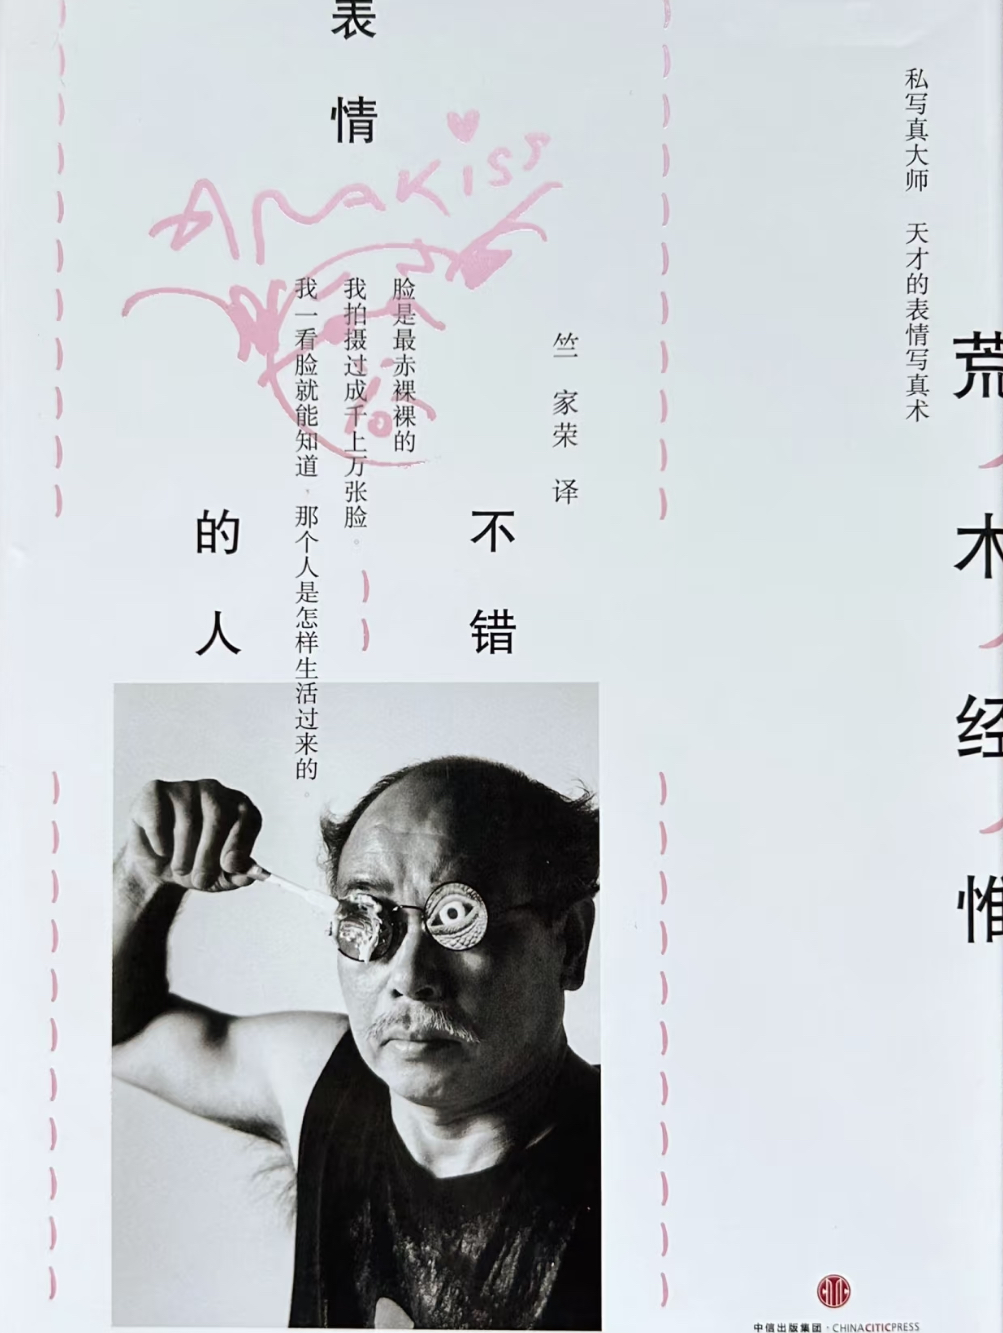 荒木经惟
私写真大师 天才的表情写真术
竺家荣 译
不错
表情
的人
Arakiss
脸是最赤裸裸的
我拍摄过成千上万张脸。
我一看脸就能知道，那个人是怎样生活过来的。
中信出版集团·CHINACITICPRESS